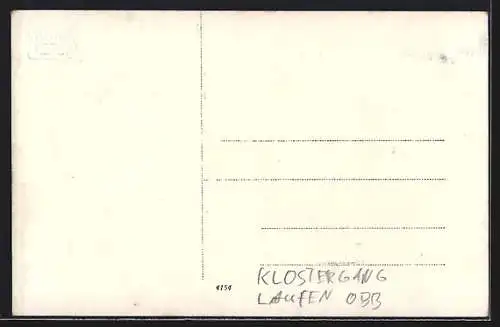 4154
KLOSTERGANG
LAUFEN OBB